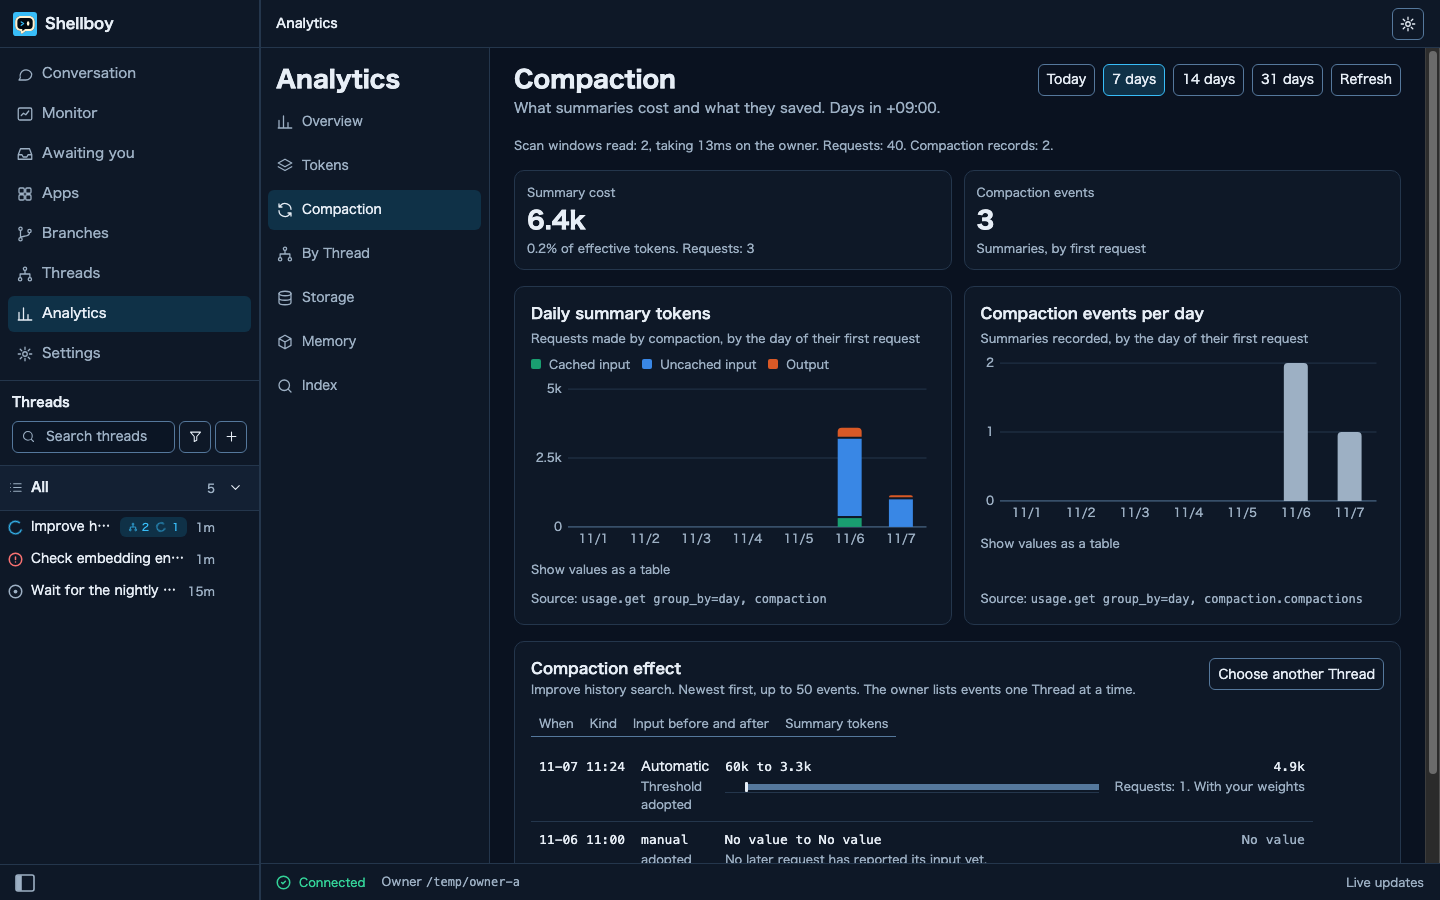 Shellboy
Analytics
Conversation
Monitor
Awaiting you
Apps
Branches
Threads
Analytics
Settings
Threads
Search threads
All 5
Improve h··· 2 1 1m
Check embedding en··· 1m
Wait for the nightly ··· 15m
Analytics
Overview
Tokens
Compaction
By Thread
Storage
Memory
Index
Compaction
Today 7 days 14 days 31 days Refresh
What summaries cost and what they saved. Days in +09:00.
Scan windows read: 2, taking 13ms on the owner. Requests: 40. Compaction records: 2.
Summary cost
6.4k
0.2% of effective tokens. Requests: 3
Compaction events
3
Summaries, by first request
Daily summary tokens
Requests made by compaction, by the day of their first request
Cached input Uncached input Output
5k
2.5k
0
11/1 11/2 11/3 11/4 11/5 11/6 11/7
Show values as a table
Source: usage.get group_by=day, compaction
Compaction events per day
Summaries recorded, by the day of their first request
2
1
0
11/1 11/2 11/3 11/4 11/5 11/6 11/7
Show values as a table
Source: usage.get group_by=day, compaction.compactions
Compaction effect
Choose another Thread
Improve history search. Newest first, up to 50 events. The owner lists events one Thread at a time.
When Kind Input before and after Summary tokens
11-07 11:24 Automatic 60k to 3.3k 4.9k
Threshold Requests: 1. With your weights
adopted
11-06 11:00 manual No value to No value No value
adopted No later request has reported its input yet.
Connected Owner /temp/owner-a Live updates